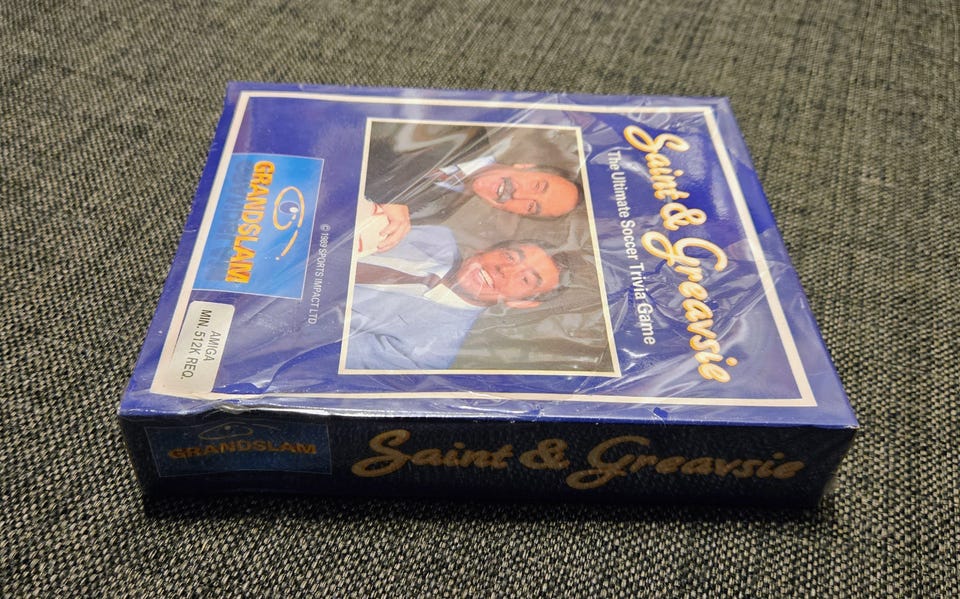 Saint & Greavsie
The Ultimate Soccer Trivia Game
© 1989 SPORTS IMPACT LTD
GRANDSLAM
AMIGA
MIN. 512K REQ.
GRANDSLAM
Saint & Greavsie